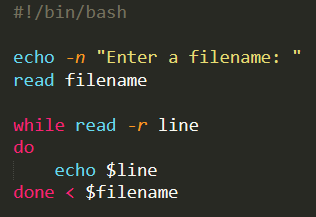 #!/bin/bash

echo -n "Enter a filename: "
read filename

while read -r line
do
    echo $line
done < $filename